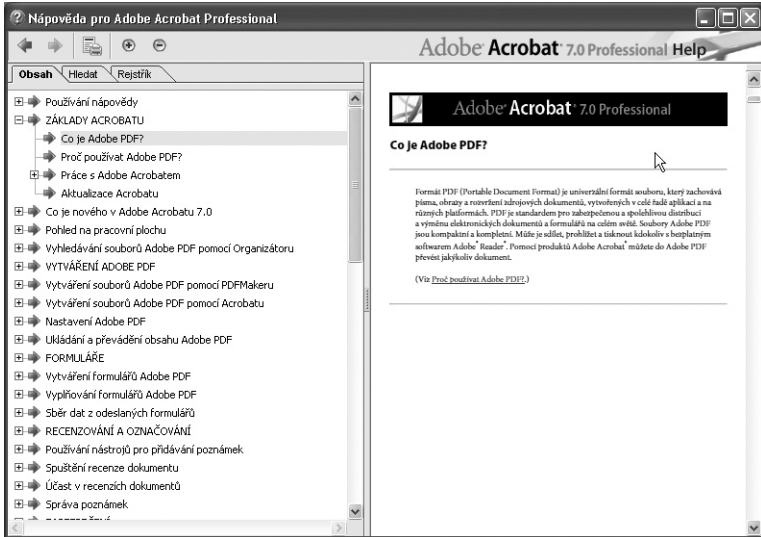 Nápověda pro Adobe Acrobat Professional
Adobe Acrobat 7.0 Professional Help
Obsah Hledat Rejstřík
Používání nápovědy
ZÁKLADY ACROBATU
Co je Adobe PDF?
Proč používat Adobe PDF?
Práce s Adobe Acrobatem
Aktualizace Acrobatu
Co je nového v Adobe Acrobatu 7.0
Pohled na pracovní plochu
Vyhledávání souborů Adobe PDF pomocí Organizátoru
VYTVÁŘENÍ ADOBE PDF
Vytváření souborů Adobe PDF pomocí PDFMakeru
Vytváření souborů Adobe PDF pomocí Acrobatu
Nastavení Adobe PDF
Ukládání a převádění obsahu Adobe PDF
FORMULÁŘE
Vytváření formulářů Adobe PDF
Vyplňování formulářů Adobe PDF
Sběr dat z odeslaných formulářů
RECENZOVÁNÍ A OZNAČOVÁNÍ
Používání nástrojů pro přidávání poznámek
Spuštění recenze dokumentu
Účast v recenzích dokumentů
Správa poznámek
Adobe Acrobat 7.0 Professional
Co je Adobe PDF?
Formát PDF (Portable Document Format) je univerzální formát souboru, který zachovává
písma, obrazy a rozvržení zdrojových dokumentů, vytvořených v celé řadě aplikací a na
různých platformách. PDF je standardem pro zabezpečenou a spolehlivou distribuci
a výměnu elektronických dokumentů a formulářů na celém světě. Soubory Adobe PDF
jsou kompaktní a kompletní. Může je sdílet, prohlížet a tisknout kdokoliv s bezplatným
softwarem Adobe Reader. Pomocí produktů Adobe Acrobat můžete do Adobe PDF
převést jakýkoliv dokument.
(Viz Proč používat Adobe PDF?.)